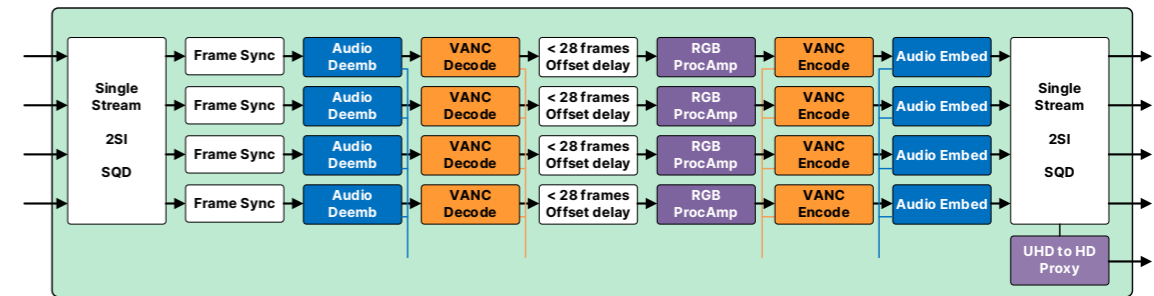 Single
Stream
2SI
SQD
Frame Sync
Audio
Deemb
VANC
Decode
< 28 frames
Offset delay
RGB
ProcAmp
VANC
Encode
Audio Embed
Frame Sync
Audio
Deemb
VANC
Decode
< 28 frames
Offset delay
RGB
ProcAmp
VANC
Encode
Audio Embed
Frame Sync
Audio
Deemb
VANC
Decode
< 28 frames
Offset delay
RGB
ProcAmp
VANC
Encode
Audio Embed
Frame Sync
Audio
Deemb
VANC
Decode
< 28 frames
Offset delay
RGB
ProcAmp
VANC
Encode
Audio Embed
Single
Stream
2SI
SQD
UHD to HD
Proxy